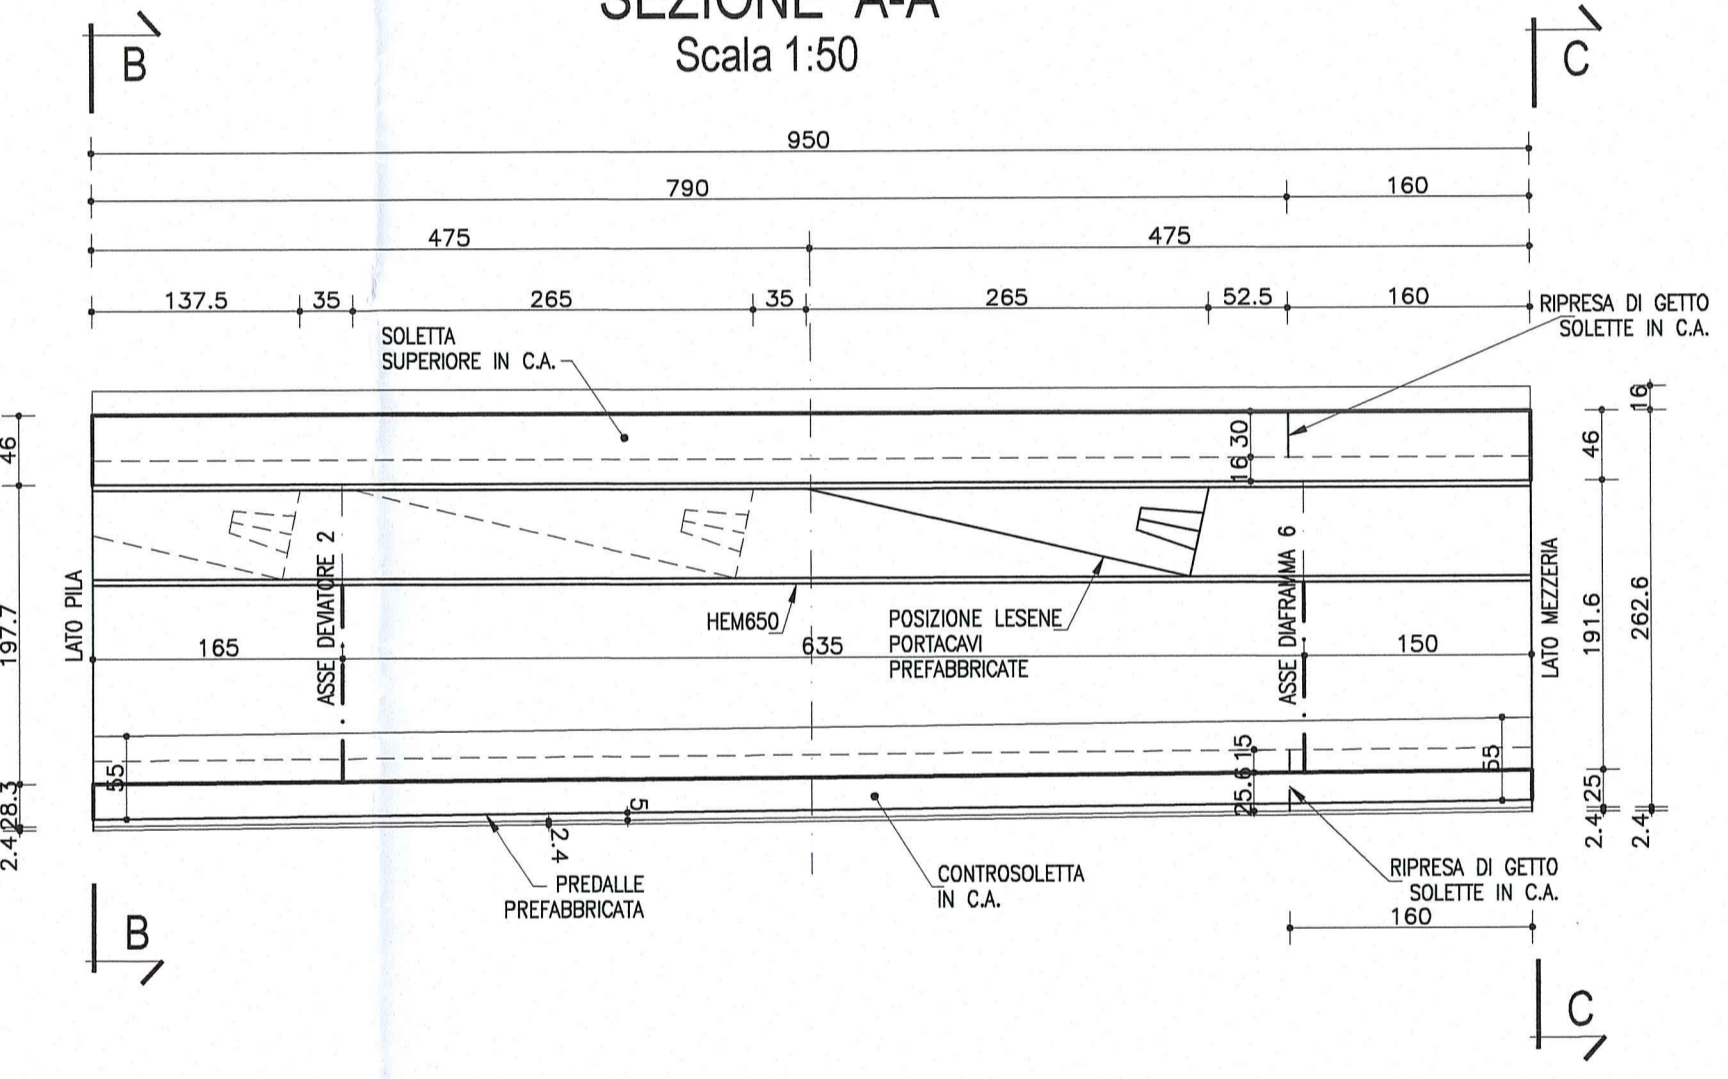 SEZIONE A-A
Scala 1:50
B
C
950
790
160
475
475
137.5
35
265
35
265
52.5
160
RIPRESA DI GETTO
SOLETTE IN C.A.
SOLETTA
SUPERIORE IN C.A.
16
46
30
16
46
LATO PILA
ASSE DEVIATORE 2
ASSE DIAFRAMMA 6
LATO MEZZERIA
197.7
191.6
262.6
HEM650
POSIZIONE LESENE
PORTACAVI
PREFABBRICATE
165
635
150
55
15
25.6
55
28.3
2.4
5
2.4
25
2.4
2.4
PREDALLE
PREFABBRICATA
CONTROSOLETTA
IN C.A.
RIPRESA DI GETTO
SOLETTE IN C.A.
160
B
C